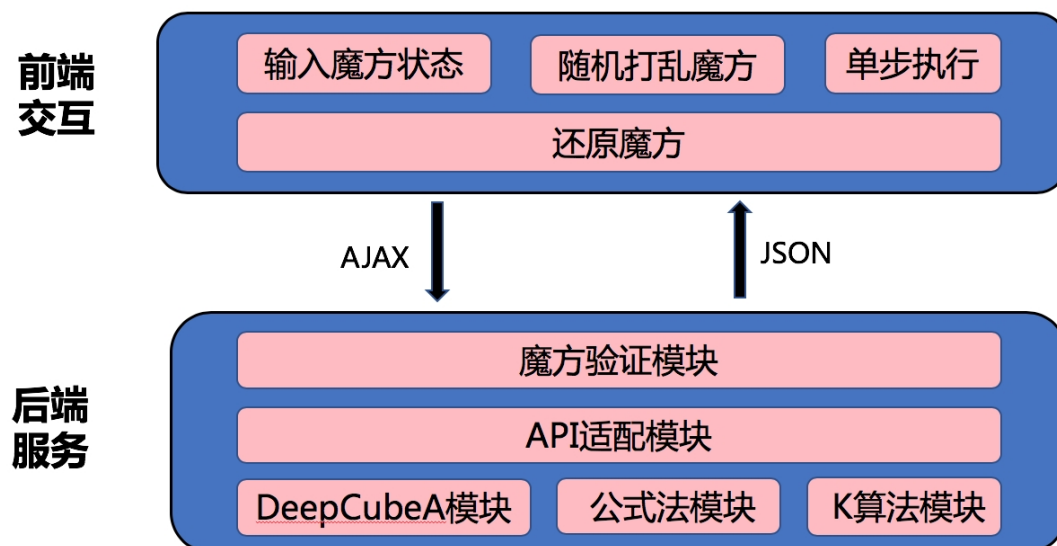 前端
交互
输入魔方状态
随机打乱魔方
单步执行
还原魔方
AJAX
JSON
后端
服务
魔方验证模块
API适配模块
DeepCubeA模块
公式法模块
K算法模块